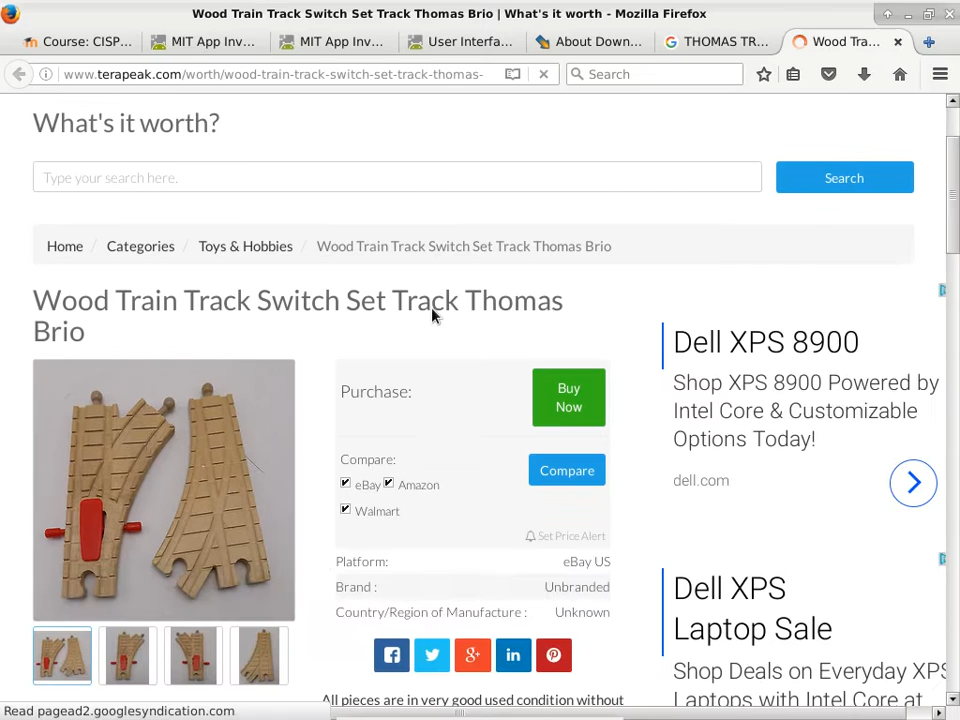 Wood Train Track Switch Set Track Thomas Brio | What's it worth - Mozilla Firefox
Course: CISP...
MIT App Inv...
MIT App Inv...
User Interfa...
About Down...
THOMAS TR...
Wood Tra...
www.terapeak.com/worth/wood-train-track-switch-set-track-thomas-
Search
What's it worth?
Type your search here.
Search
Home / Categories / Toys & Hobbies / Wood Train Track Switch Set Track Thomas Brio
Wood Train Track Switch Set Track Thomas
Brio
Purchase:
Buy
Now
Compare:
Compare
eBay Amazon
Walmart
Set Price Alert
Platform: eBay US
Brand : Unbranded
Country/Region of Manufacture : Unknown
All pieces are in very good used condition without
Dell XPS 8900
Shop XPS 8900 Powered by
Intel Core & Customizable
Options Today!
dell.com
Dell XPS
Laptop Sale
Shop Deals on Everyday XPS
Laptops with Intel Core at
Read pagead2.googlesyndication.com